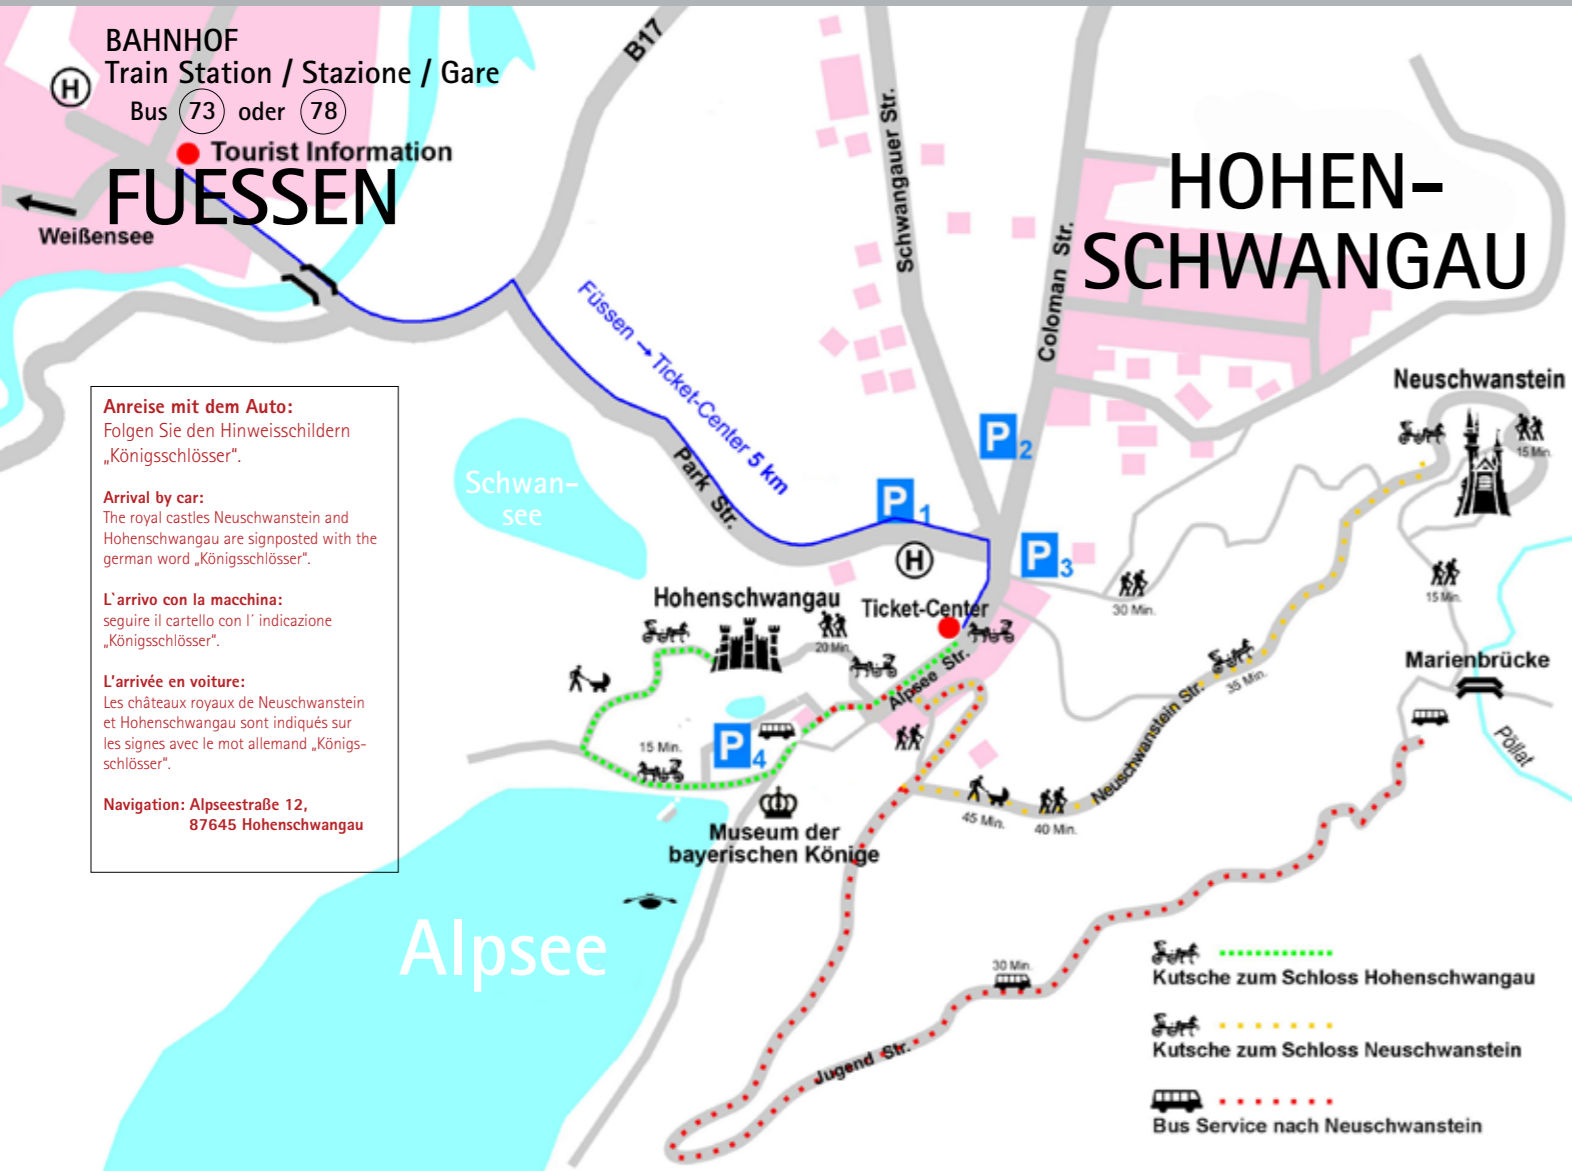 BAHNHOF
Train Station / Stazione / Gare
H
Bus 73 oder 78
Tourist Information
FUESSEN
Weißensee
B17
Schwangauer Str.
Coloman Str.
HOHEN-
SCHWANGAU
Füssen → Ticket-Center 5 km
Park Str.
Schwan-
see
P1
P2
P3
H
Neuschwanstein
15 Min.
15 Min.
30 Min.
Hohenschwangau
Ticket-Center
20 Min.
Alpsee Str.
Marienbrücke
Pöllat
35 Min.
Neuschwanstein Str.
15 Min.
P4
45 Min.
40 Min.
Museum der
bayerischen Könige
Alpsee
30 Min.
Jugend Str.
Anreise mit dem Auto:
Folgen Sie den Hinweisschildern
„Königsschlösser“.
Arrival by car:
The royal castles Neuschwanstein and
Hohenschwangau are signposted with the
german word „Königsschlösser“.
L`arrivo con la macchina:
seguire il cartello con l´ indicazione
„Königsschlösser“.
L'arrivée en voiture:
Les châteaux royaux de Neuschwanstein
et Hohenschwangau sont indiqués sur
les signes avec le mot allemand „Königs-
schlösser“.
Navigation: Alpseestraße 12,
87645 Hohenschwangau
Kutsche zum Schloss Hohenschwangau
Kutsche zum Schloss Neuschwanstein
Bus Service nach Neuschwanstein